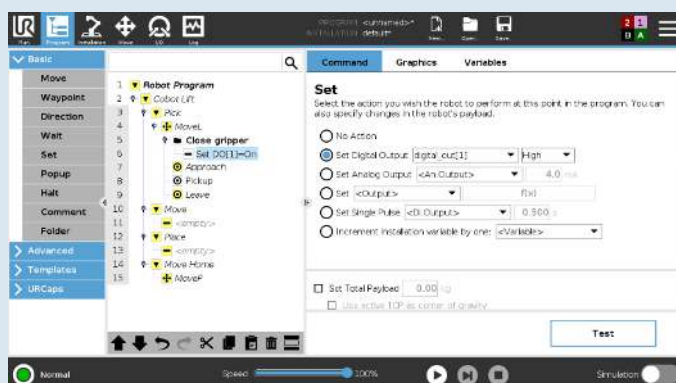 UR
Run
Program
Installation
Move
I/O
Log
PROGRAM <unnamed>*
INSTALLATION default*
New...
Open...
Save...
2 1
B A
Basic
Move
Waypoint
Direction
Wait
Set
Popup
Halt
Comment
Folder
Advanced
Templates
URCaps
1 Robot Program
2 Cobot Lift
3 Pick
4 MoveL
5 Close gripper
6 Set DO[1]=On
7 Approach
8 Pickup
9 Leave
10 Move
11 <empty>
12 Place
13 <empty>
14 Move Home
15 MoveP
Command Graphics Variables
Set
Select the action you wish the robot to perform at this point in the program. You can
also specify changes in the robot's payload.
No Action
Set Digital Output digital_out[1] High
Set Analog Output <An.Output> 4.0 mA
Set <Output> f(x)
Set Single Pulse <Di.Output> 0.500 s
Increment installation variable by one: <Variable>
Set Total Payload 0.00 kg
Use active TCP as center of gravity
Test
Normal
Speed 100%
Simulation